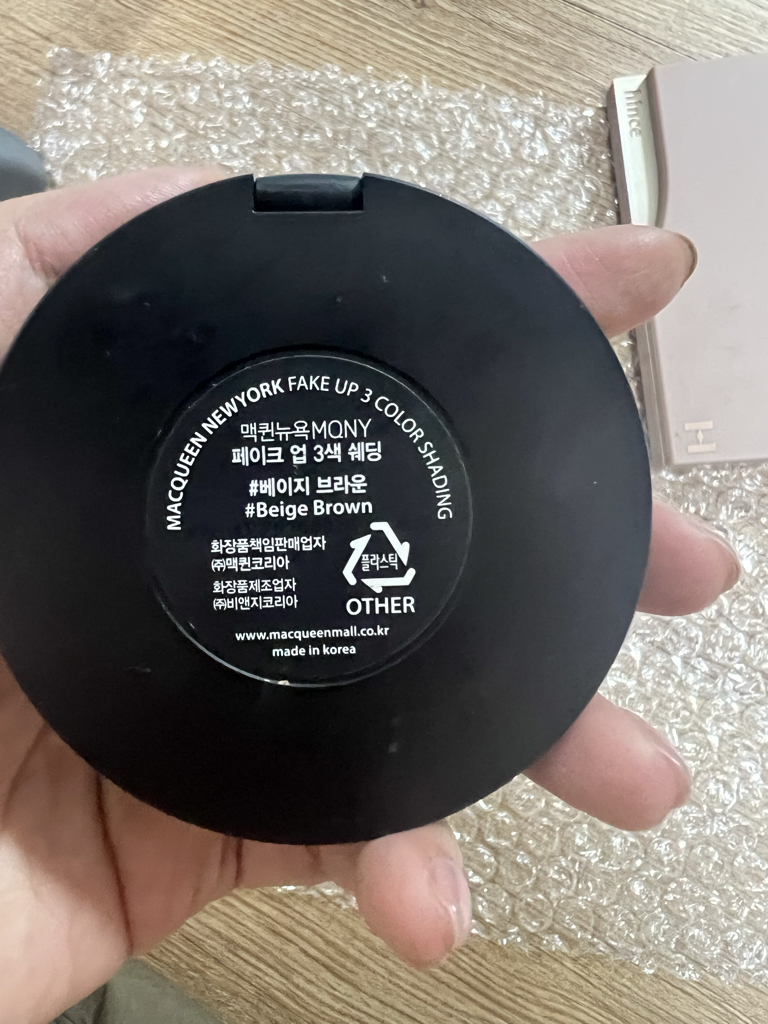 MACQUEEN NEWYORK FAKE UP 3 COLOR SHADING
맥퀸뉴욕MQNY
페이크 업 3색 쉐딩
#베이지 브라운
#Beige Brown
화장품책임판매업자
㈜맥퀸코리아
화장품제조업자
㈜비앤지코리아
플라스틱
OTHER
www.macqueenmall.co.kr
made in korea
hince
H